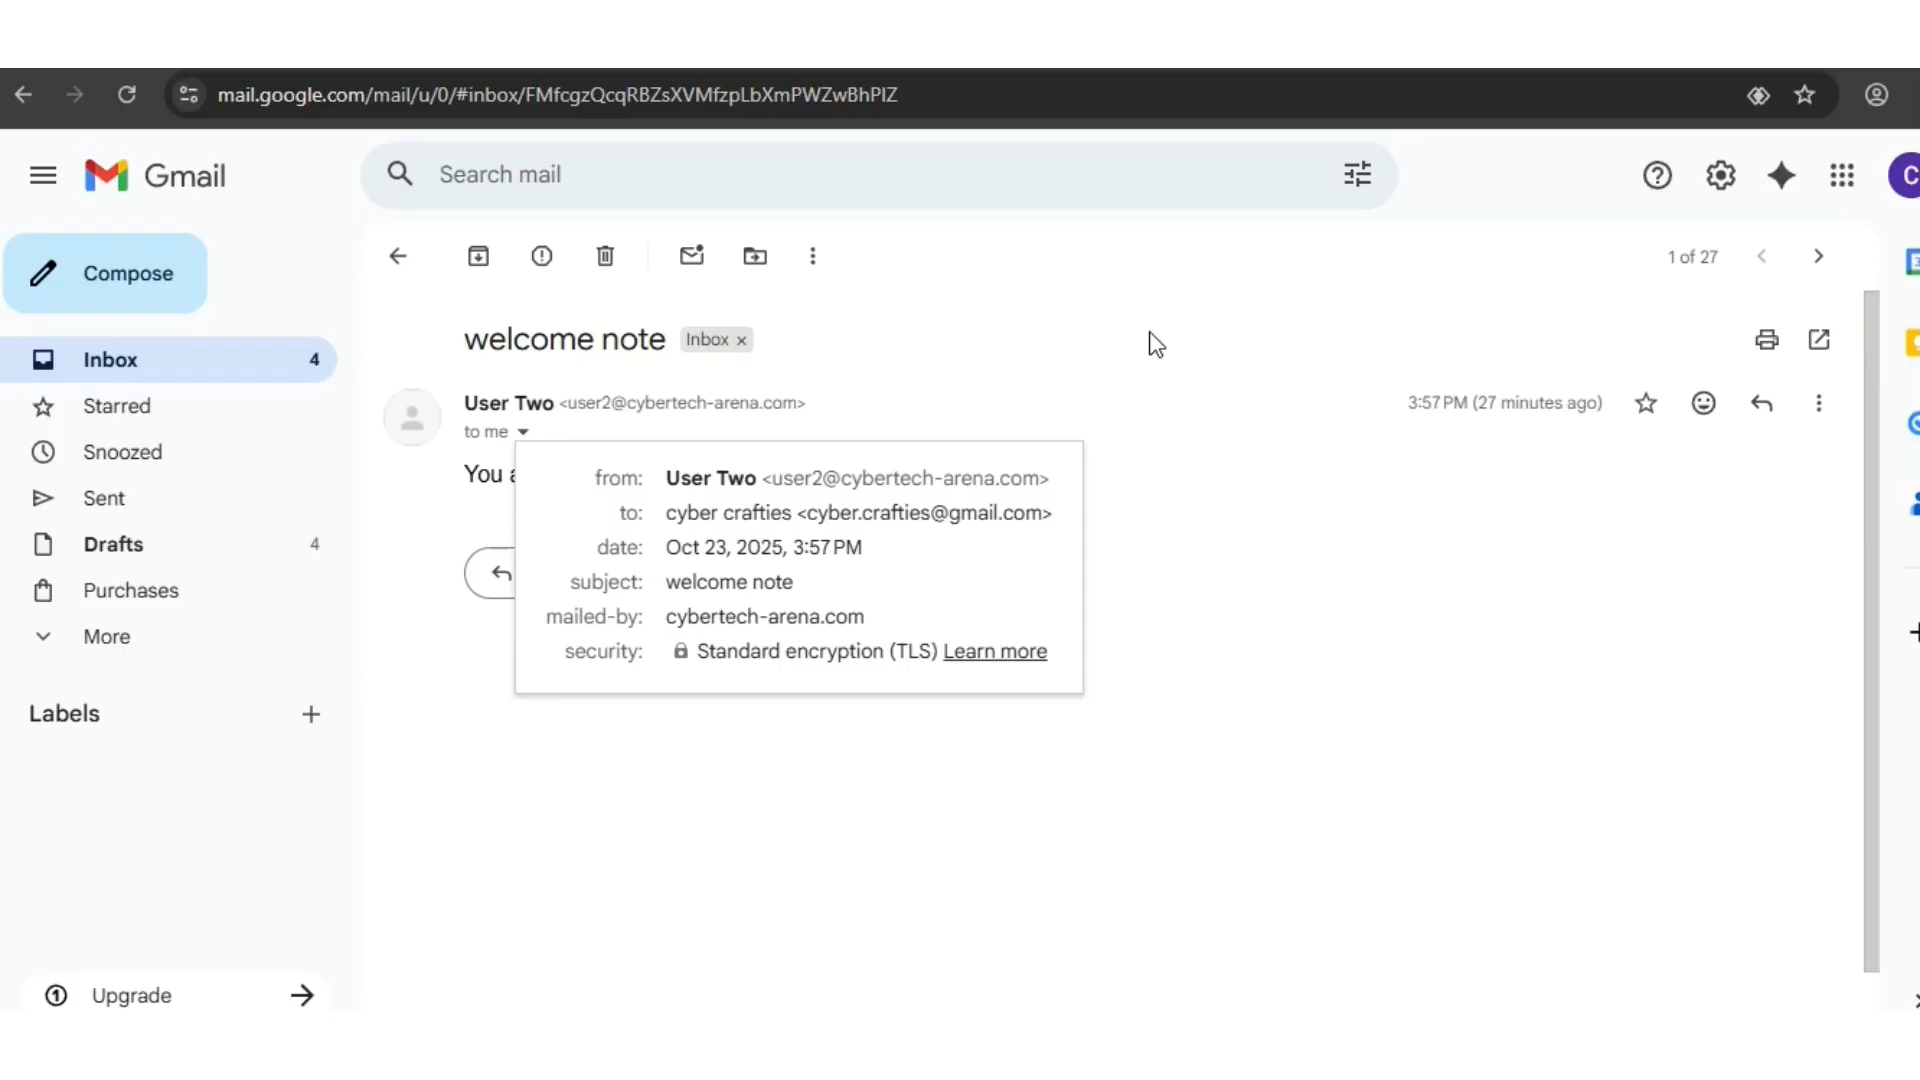 mail.google.com/mail/u/0/#inbox/FMfcgzQcqRBZsXVMfzpLbXmPWZwBhPlZ
Gmail
Search mail
C
Compose
1 of 27
welcome note Inbox ×
Inbox 4
Starred
Snoozed
Sent
Drafts 4
Purchases
More
Labels
Upgrade
User Two <user2@cybertech-arena.com>
3:57 PM (27 minutes ago)
to me
You
from: User Two <user2@cybertech-arena.com>
to: cyber crafties <cyber.crafties@gmail.com>
date: Oct 23, 2025, 3:57 PM
subject: welcome note
mailed-by: cybertech-arena.com
security: Standard encryption (TLS) Learn more